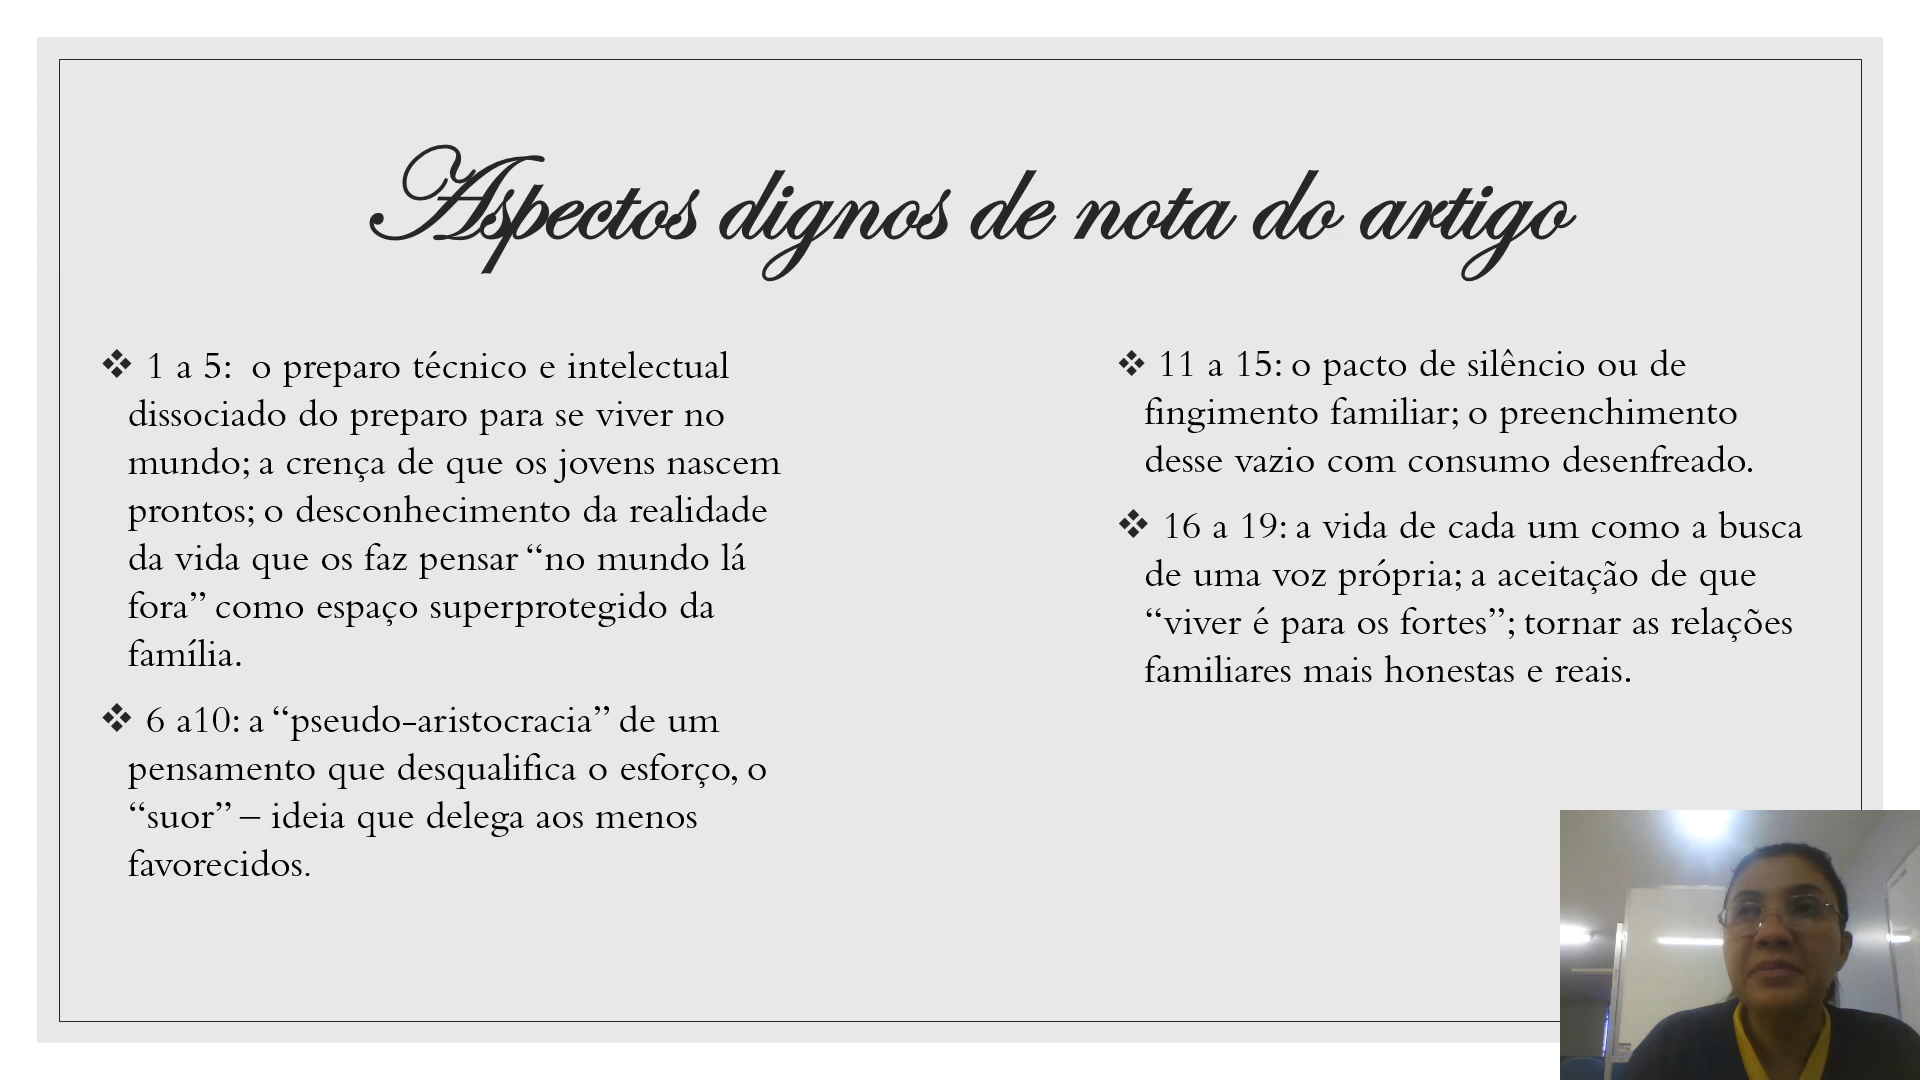 Aspectos dignos de nota do artigo
❖ 1 a 5:  o preparo técnico e intelectual
dissociado do preparo para se viver no
mundo; a crença de que os jovens nascem
prontos; o desconhecimento da realidade
da vida que os faz pensar “no mundo lá
fora” como espaço superprotegido da
família.
❖ 6 a10: a “pseudo-aristocracia” de um
pensamento que desqualifica o esforço, o
“suor” – ideia que delega aos menos
favorecidos.
❖ 11 a 15: o pacto de silêncio ou de
fingimento familiar; o preenchimento
desse vazio com consumo desenfreado.
❖ 16 a 19: a vida de cada um como a busca
de uma voz própria; a aceitação de que
“viver é para os fortes”; tornar as relações
familiares mais honestas e reais.